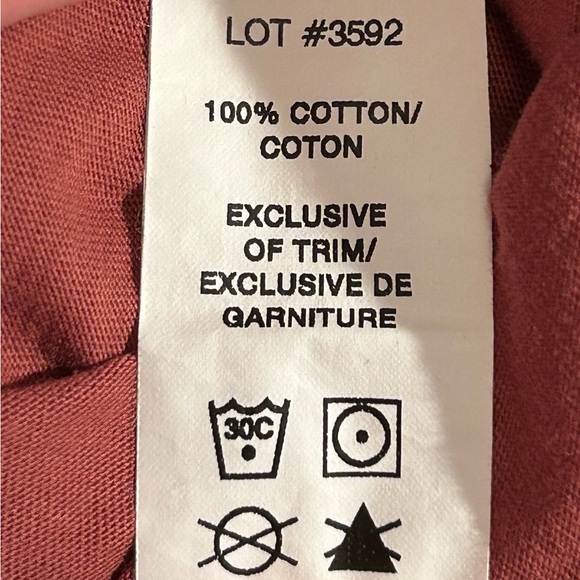 LOT #3592
100% COTTON/
COTON
EXCLUSIVE
OF TRIM/
EXCLUSIVE DE
GARNITURE
30C